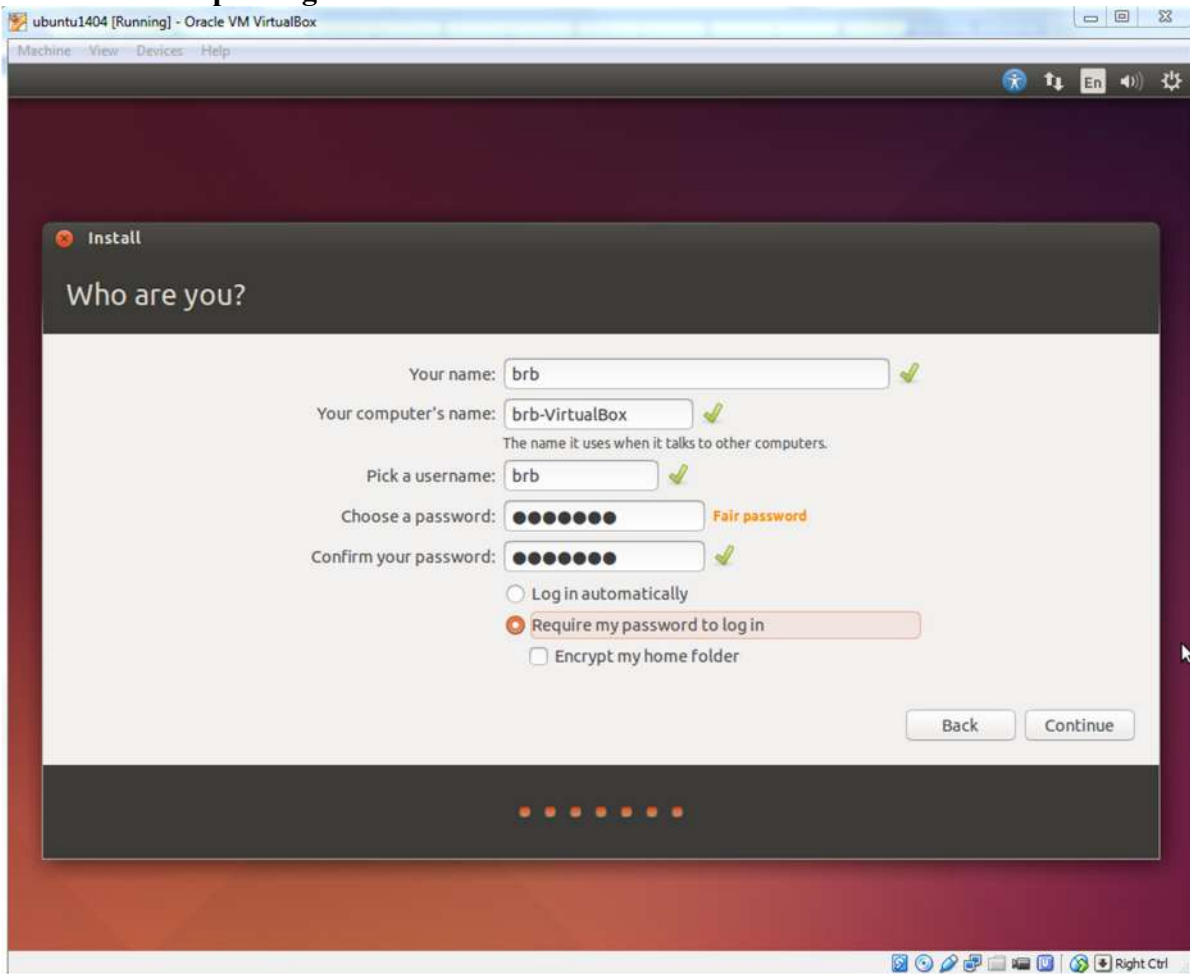 ubuntu1404 [Running] - Oracle VM VirtualBox
Machine View Devices Help
En
Install
Who are you?
Your name: brb
Your computer's name: brb-VirtualBox
The name it uses when it talks to other computers.
Pick a username: brb
Choose a password: ●●●●●●● Fair password
Confirm your password: ●●●●●●●
Log in automatically
Require my password to log in
Encrypt my home folder
Back Continue
Right Ctrl